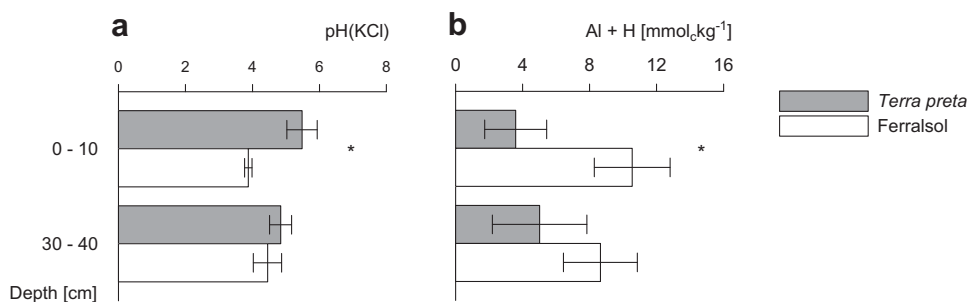 a
pH(KCl)
0 2 4 6 8
b
Al + H [mmolckg-1]
0 4 8 12 16
Terra preta
Ferralsol
0 - 10
*
*
30 - 40
Depth [cm]